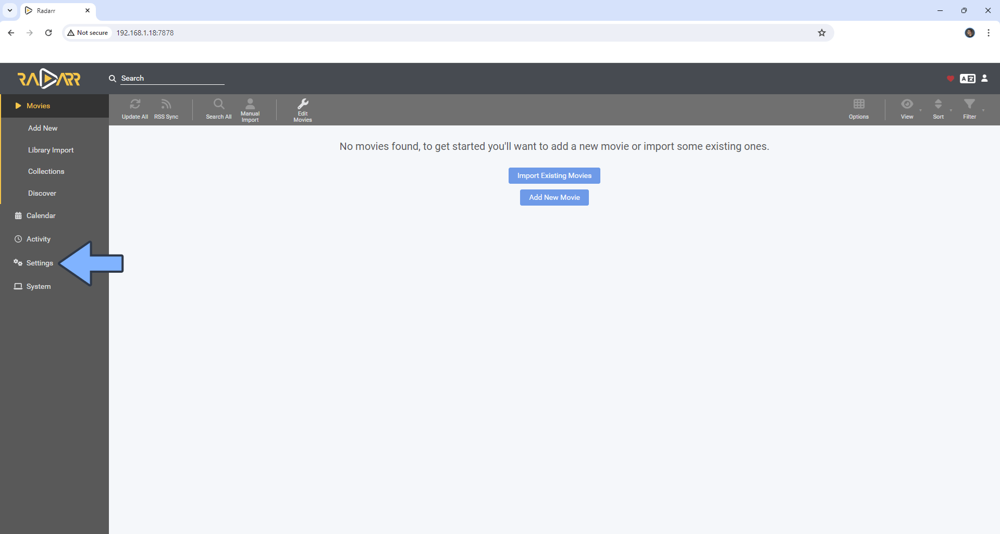 Radarr
Not secure
192.168.1.18:7878
RADARR
Search
Movies
Add New
Library Import
Collections
Discover
Calendar
Activity
Settings
System
Update All
RSS Sync
Search All
Manual
Import
Edit
Movies
Options
View
Sort
Filter
No movies found, to get started you'll want to add a new movie or import some existing ones.
Import Existing Movies
Add New Movie